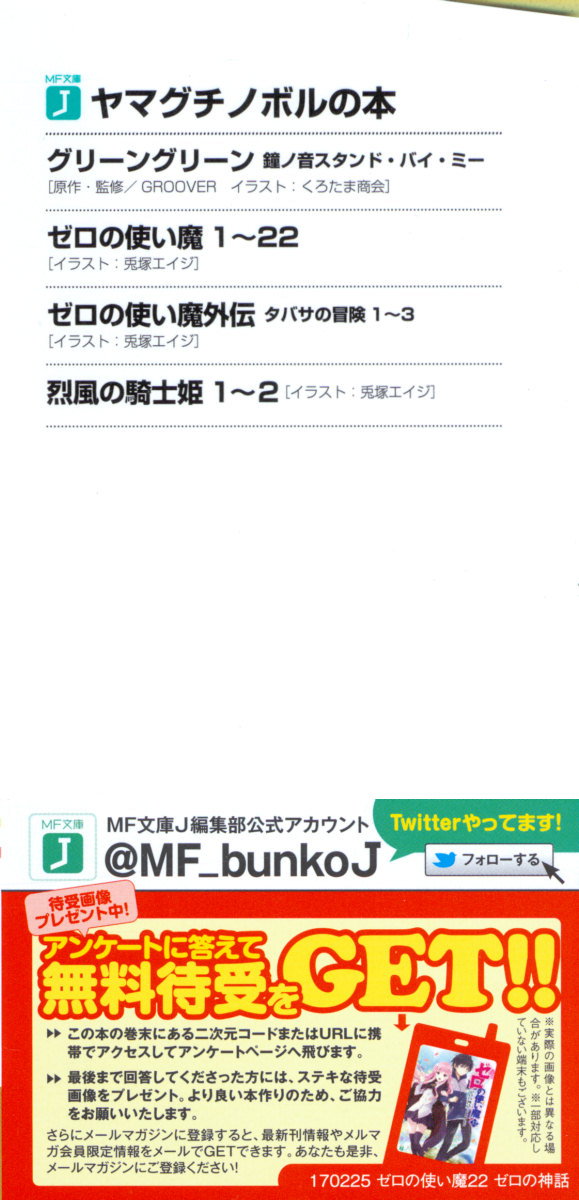 MF文庫
J
ヤマグチノボルの本
グリーングリーン 鐘ノ音スタンド・バイ・ミー
[原作・監修/GROOVER イラスト:くろたま商会]
ゼロの使い魔 1〜22
[イラスト:兎塚エイジ]
ゼロの使い魔外伝 タバサの冒険 1〜3
[イラスト:兎塚エイジ]
烈風の騎士姫 1〜2 [イラスト:兎塚エイジ]
MF文庫
J
MF文庫J編集部公式アカウント
@MF_bunkoJ
Twitterやってます!
フォローする
待受画像
プレゼント中!
アンケートに答えて
無料待受をGET!!
この本の巻末にある二次元コードまたはURLに携
帯でアクセスしてアンケートページへ飛びます。
最後まで回答してくださった方には、ステキな待受
画像をプレゼント。より良い本作りのため、ご協力
をお願いいたします。
さらにメールマガジンに登録すると、最新刊情報やメルマ
ガ会員限定情報をメールでGETできます。あなたも是非、
メールマガジンにご登録ください!
※実際の画像とは異なる場
合があります。※一部対応し
ていない端末もございます。
ゼロの使い魔
170225 ゼロの使い魔22 ゼロの神話